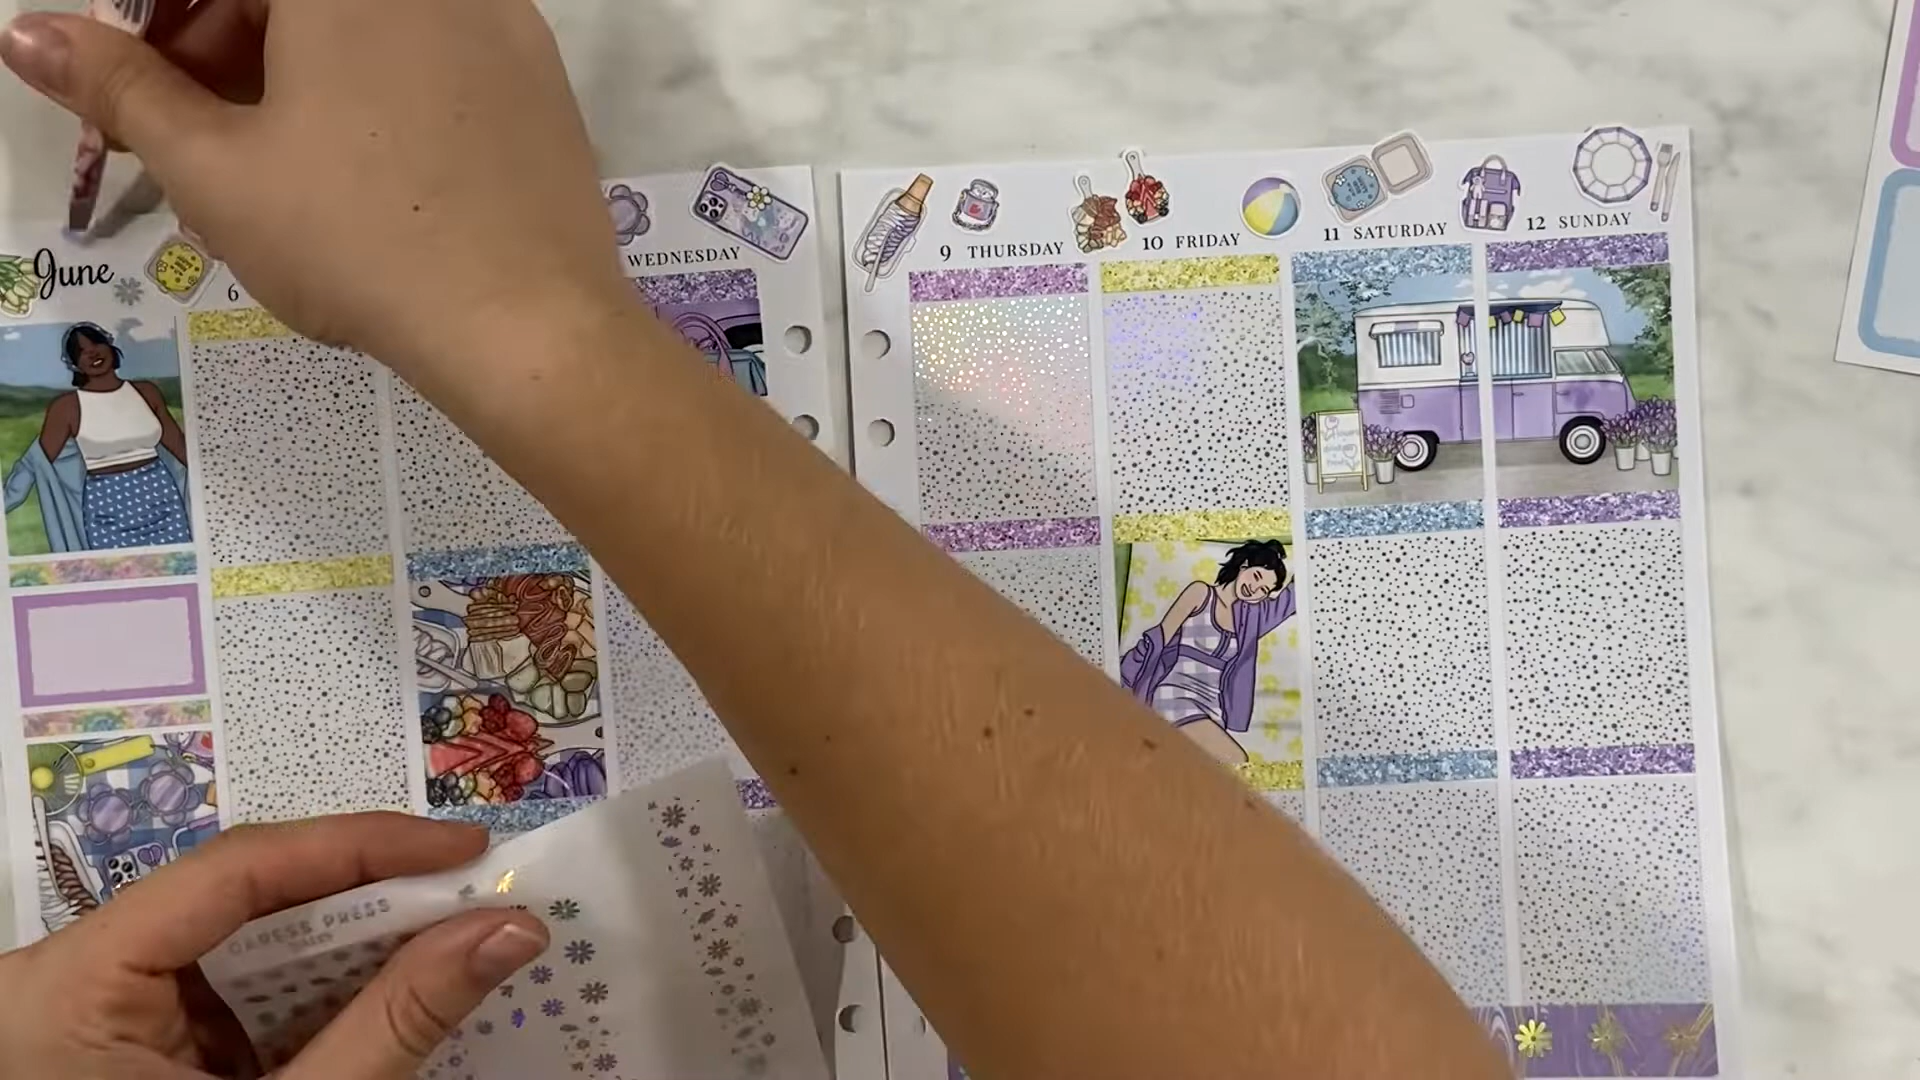 June
6
WEDNESDAY
9 THURSDAY
10 FRIDAY
11 SATURDAY
12 SUNDAY
CARESS PRESS